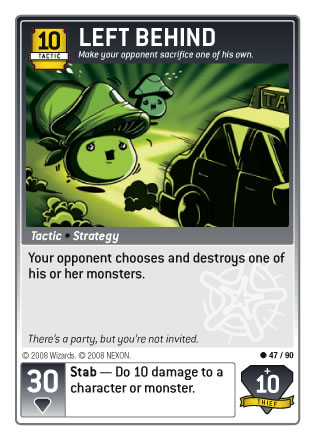 10
TACTIC
LEFT BEHIND
Make your opponent sacrifice one of his own.
TA
Tactic • Strategy
Your opponent chooses and destroys one of
his or her monsters.
There's a party, but you're not invited.
© 2008 Wizards. © 2008 NEXON.
● 47 / 90
30
Stab — Do 10 damage to a
character or monster.
+
10
THIEF